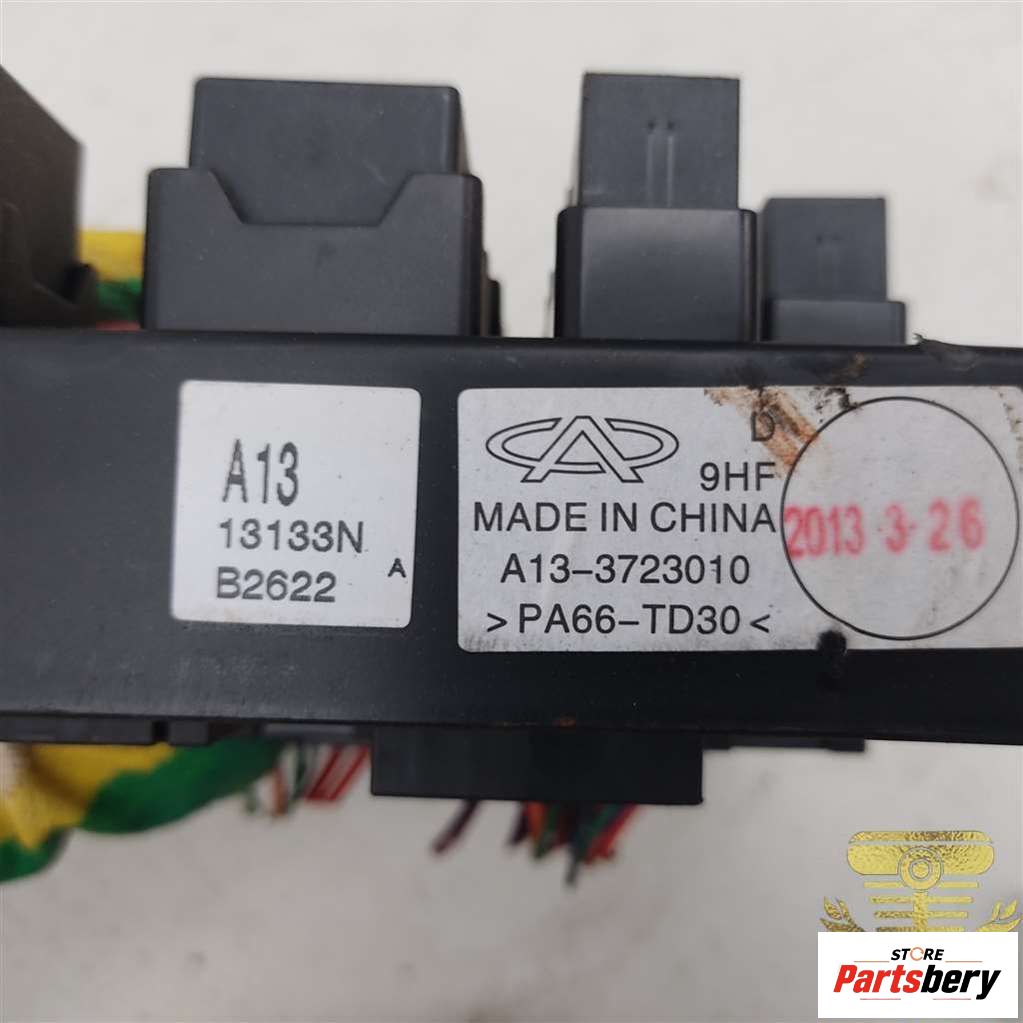 A13
13133N
B2622
A
D
9HF
MADE IN CHINA
A13-3723010
>PA66-TD30<
2013 3-26
STORE
Partsbery